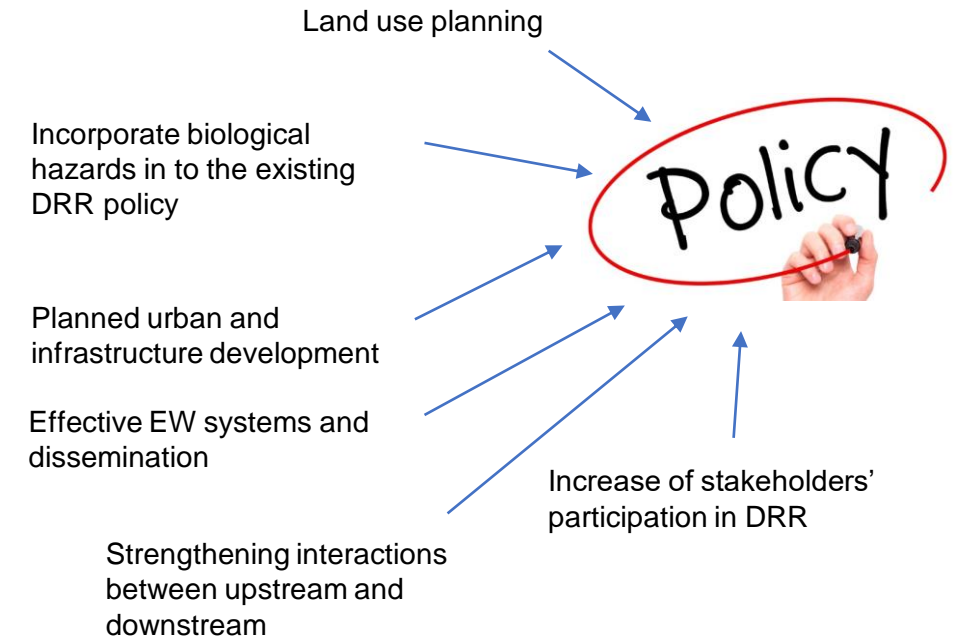 Land use planning
Incorporate biological
hazards in to the existing
DRR policy
Policy
Planned urban and
infrastructure development
Effective EW systems and
dissemination
Increase of stakeholders’
participation in DRR
Strengthening interactions
between upstream and
downstream